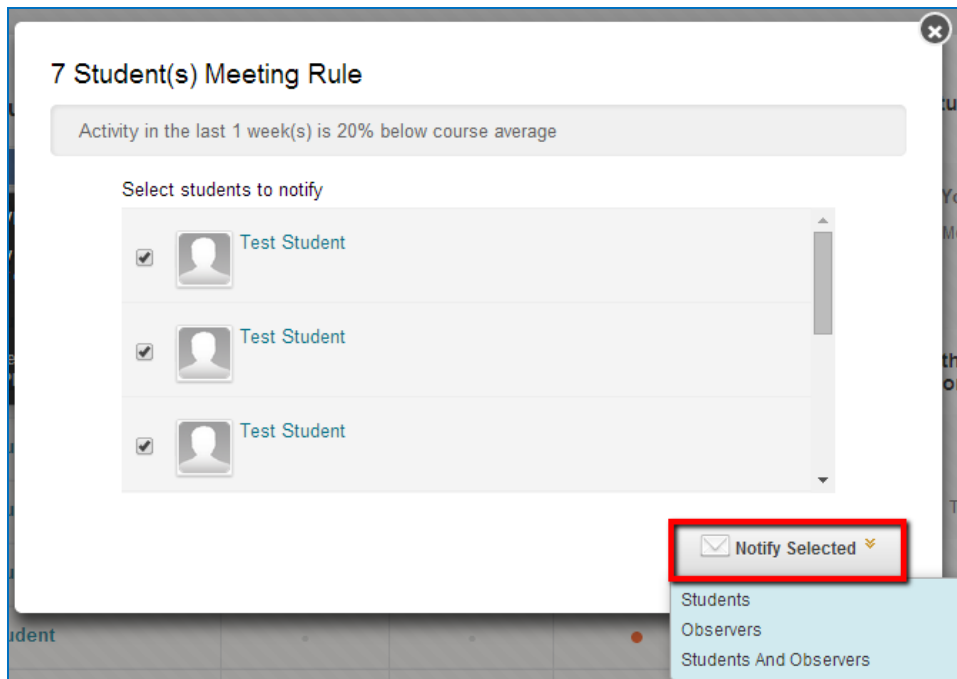 7 Student(s) Meeting Rule
Activity in the last 1 week(s) is 20% below course average
Select students to notify
Test Student
Test Student
Test Student
Notify Selected
Students
Observers
Students And Observers